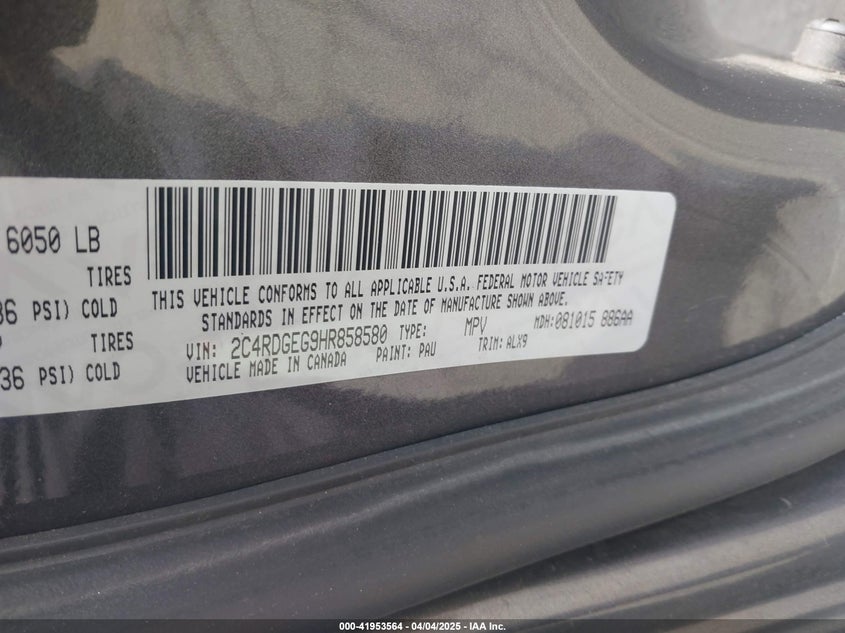 6050 LB
TIRES
36 PSI) COLD
TIRES
36 PSI) COLD
THIS VEHICLE CONFORMS TO ALL APPLICABLE U.S.A. FEDERAL MOTOR VEHICLE SAFETY
STANDARDS IN EFFECT ON THE DATE OF MANUFACTURE SHOWN ABOVE.
VIN: 2C4RDGEG9HR858580 TYPE: MPV MDH:081015 886AA
VEHICLE MADE IN CANADA PAINT: PAU TRIM: ALX9
000-41953564 / 04/04/2025 - IAA Inc.